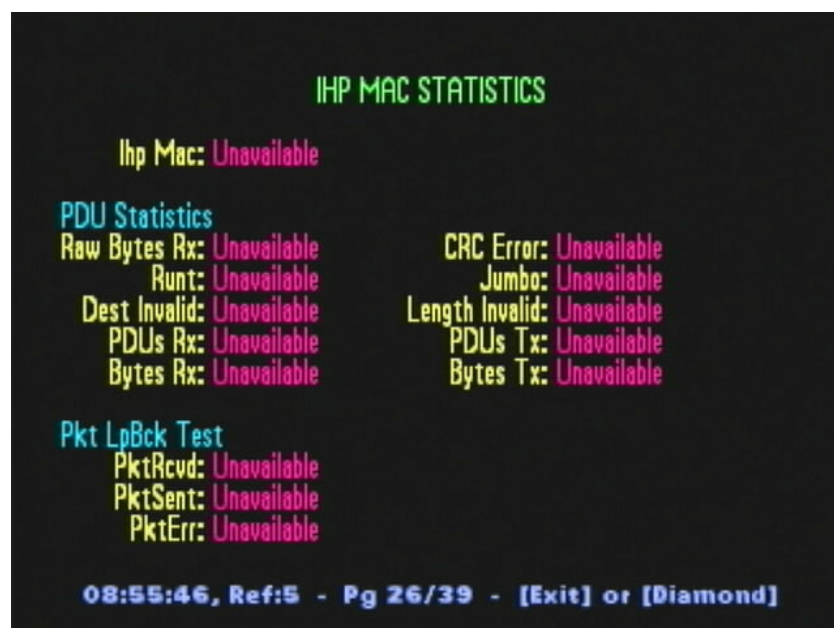 IHP MAC STATISTICS
Ihp Mac: Unavailable
PDU Statistics
Raw Bytes Rx: Unavailable CRC Error: Unavailable
Runt: Unavailable Jumbo: Unavailable
Dest Invalid: Unavailable Length Invalid: Unavailable
PDUs Rx: Unavailable PDUs Tx: Unavailable
Bytes Rx: Unavailable Bytes Tx: Unavailable
Pkt LpBck Test
PktRcvd: Unavailable
PktSent: Unavailable
PktErr: Unavailable
08:55:46, Ref:5 - Pg 26/39 - [Exit] or [Diamond]